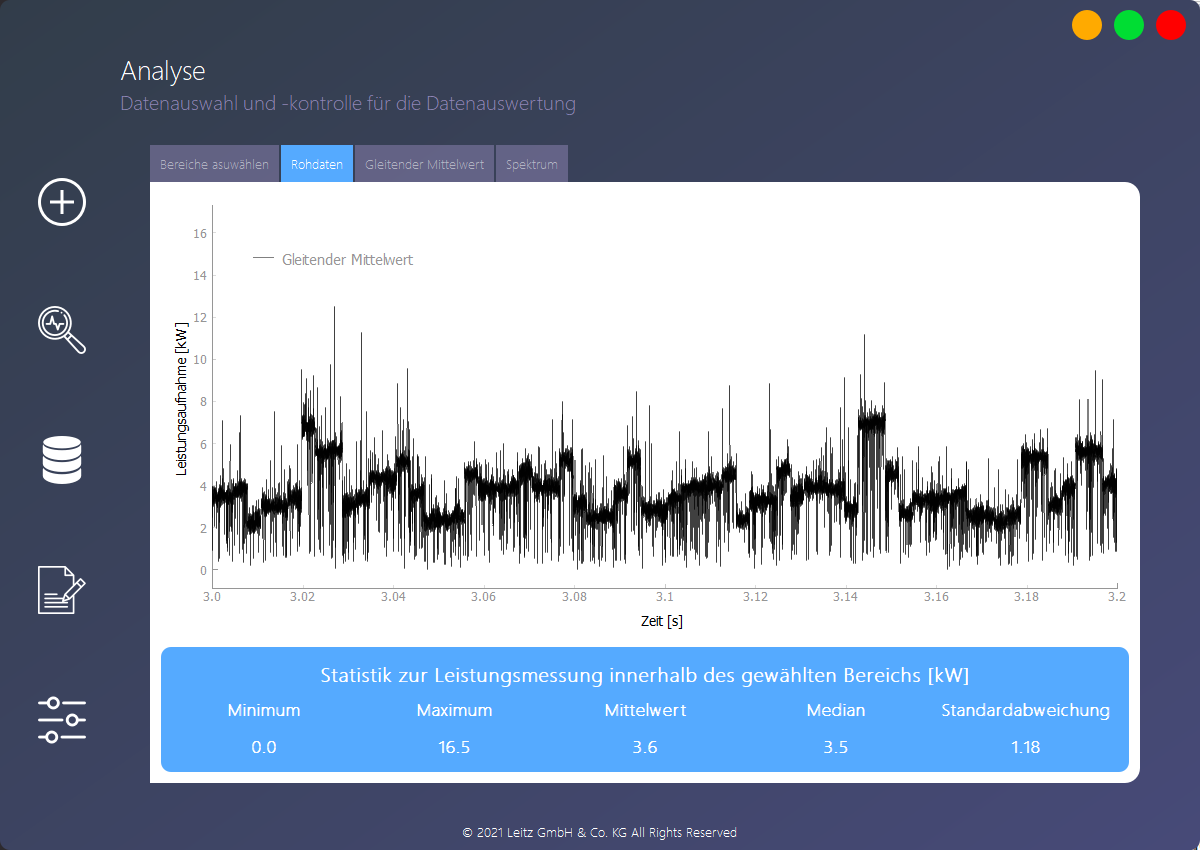 Analyse
Datenauswahl und -kontrolle für die Datenauswertung
Bereiche asuwählen Rohdaten Gleitender Mittelwert Spektrum
Gleitender Mittelwert
Leistungsaufnahme [kW]
16
14
12
10
8
6
4
2
0
3.0 3.02 3.04 3.06 3.08 3.1 3.12 3.14 3.16 3.18 3.2
Zeit [s]
Statistik zur Leistungsmessung innerhalb des gewählten Bereichs [kW]
Minimum Maximum Mittelwert Median Standardabweichung
0.0 16.5 3.6 3.5 1.18
© 2021 Leitz GmbH & Co. KG All Rights Reserved